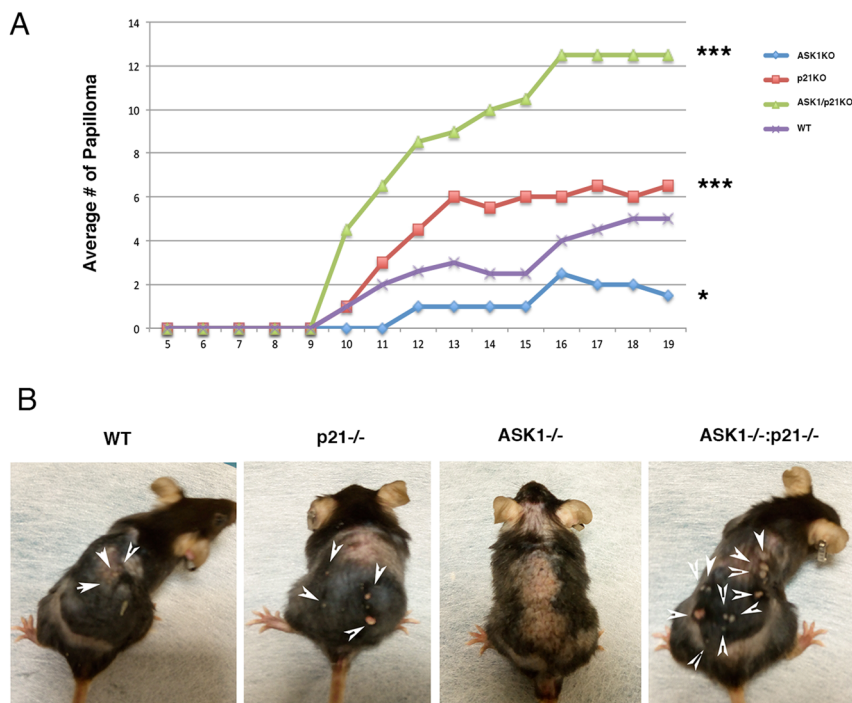 A
14
12
10
8
6
4
2
0
Average # of Papilloma
5 6 7 8 9 10 11 12 13 14 15 16 17 18 19
***
***
*
ASK1KO
p21KO
ASK1/p21KO
WT
B
WT p21-/- ASK1-/- ASK1-/-:p21-/-